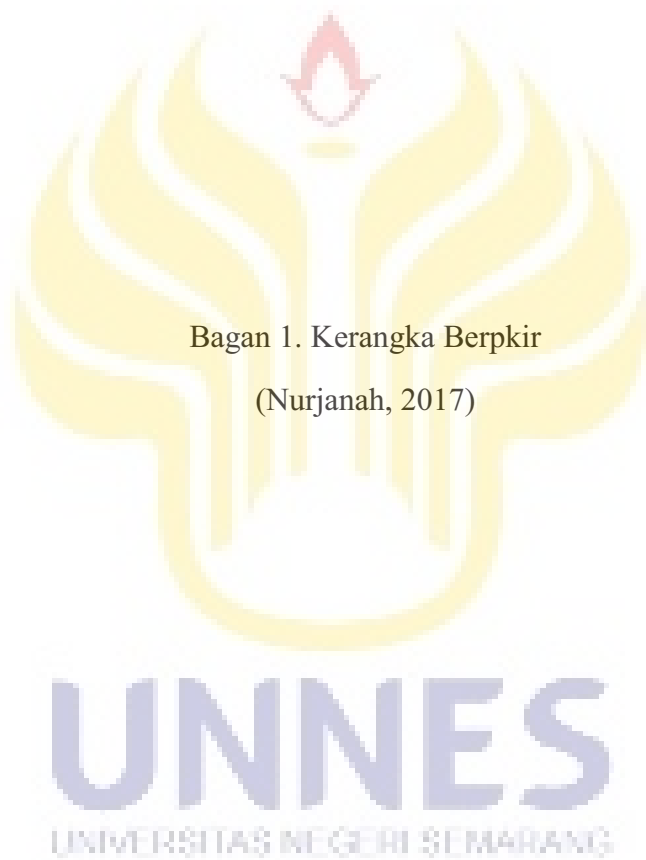 Bagan 1. Kerangka Berpkir
(Nurjanah, 2017)
UNNES
UNIVERSITAS NEGERI SEMARANG